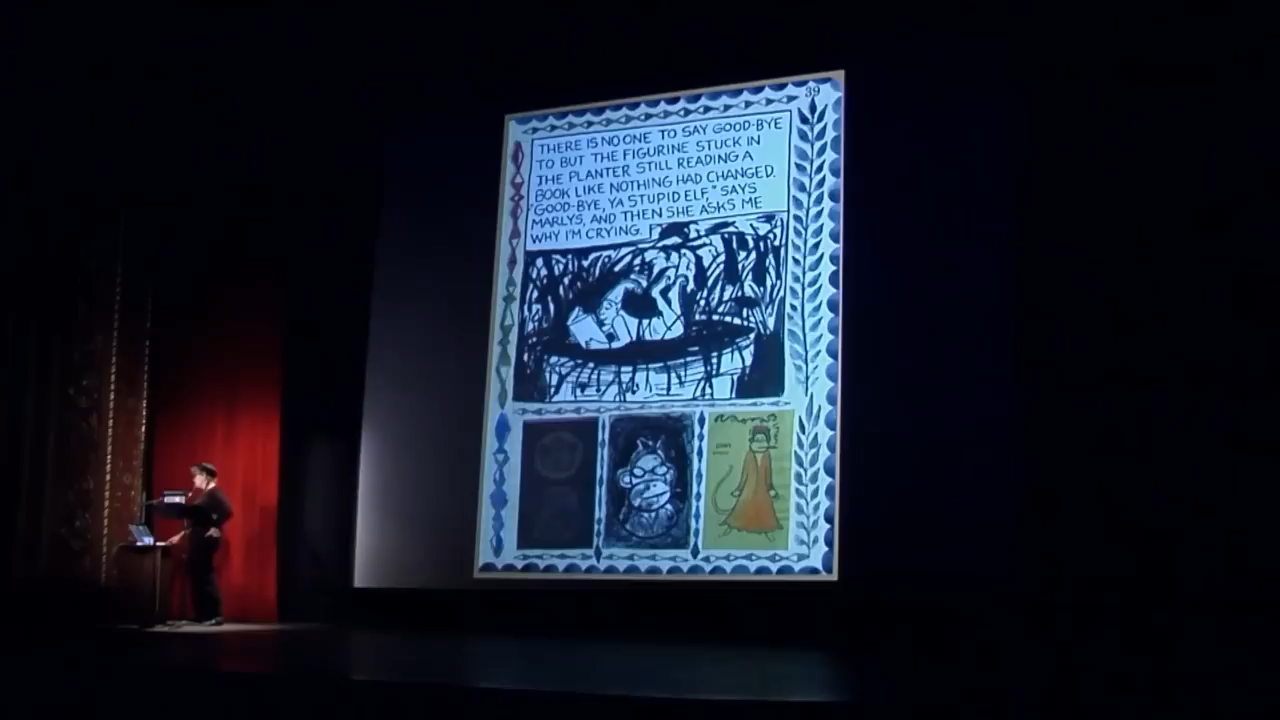 39
THERE IS NO ONE TO SAY GOOD-BYE
TO BUT THE FIGURINE STUCK IN
THE PLANTER STILL READING A
BOOK LIKE NOTHING HAD CHANGED.
"GOOD-BYE, YA STUPID ELF," SAYS
MARLYS, AND THEN SHE ASKS ME
WHY I'M CRYING.